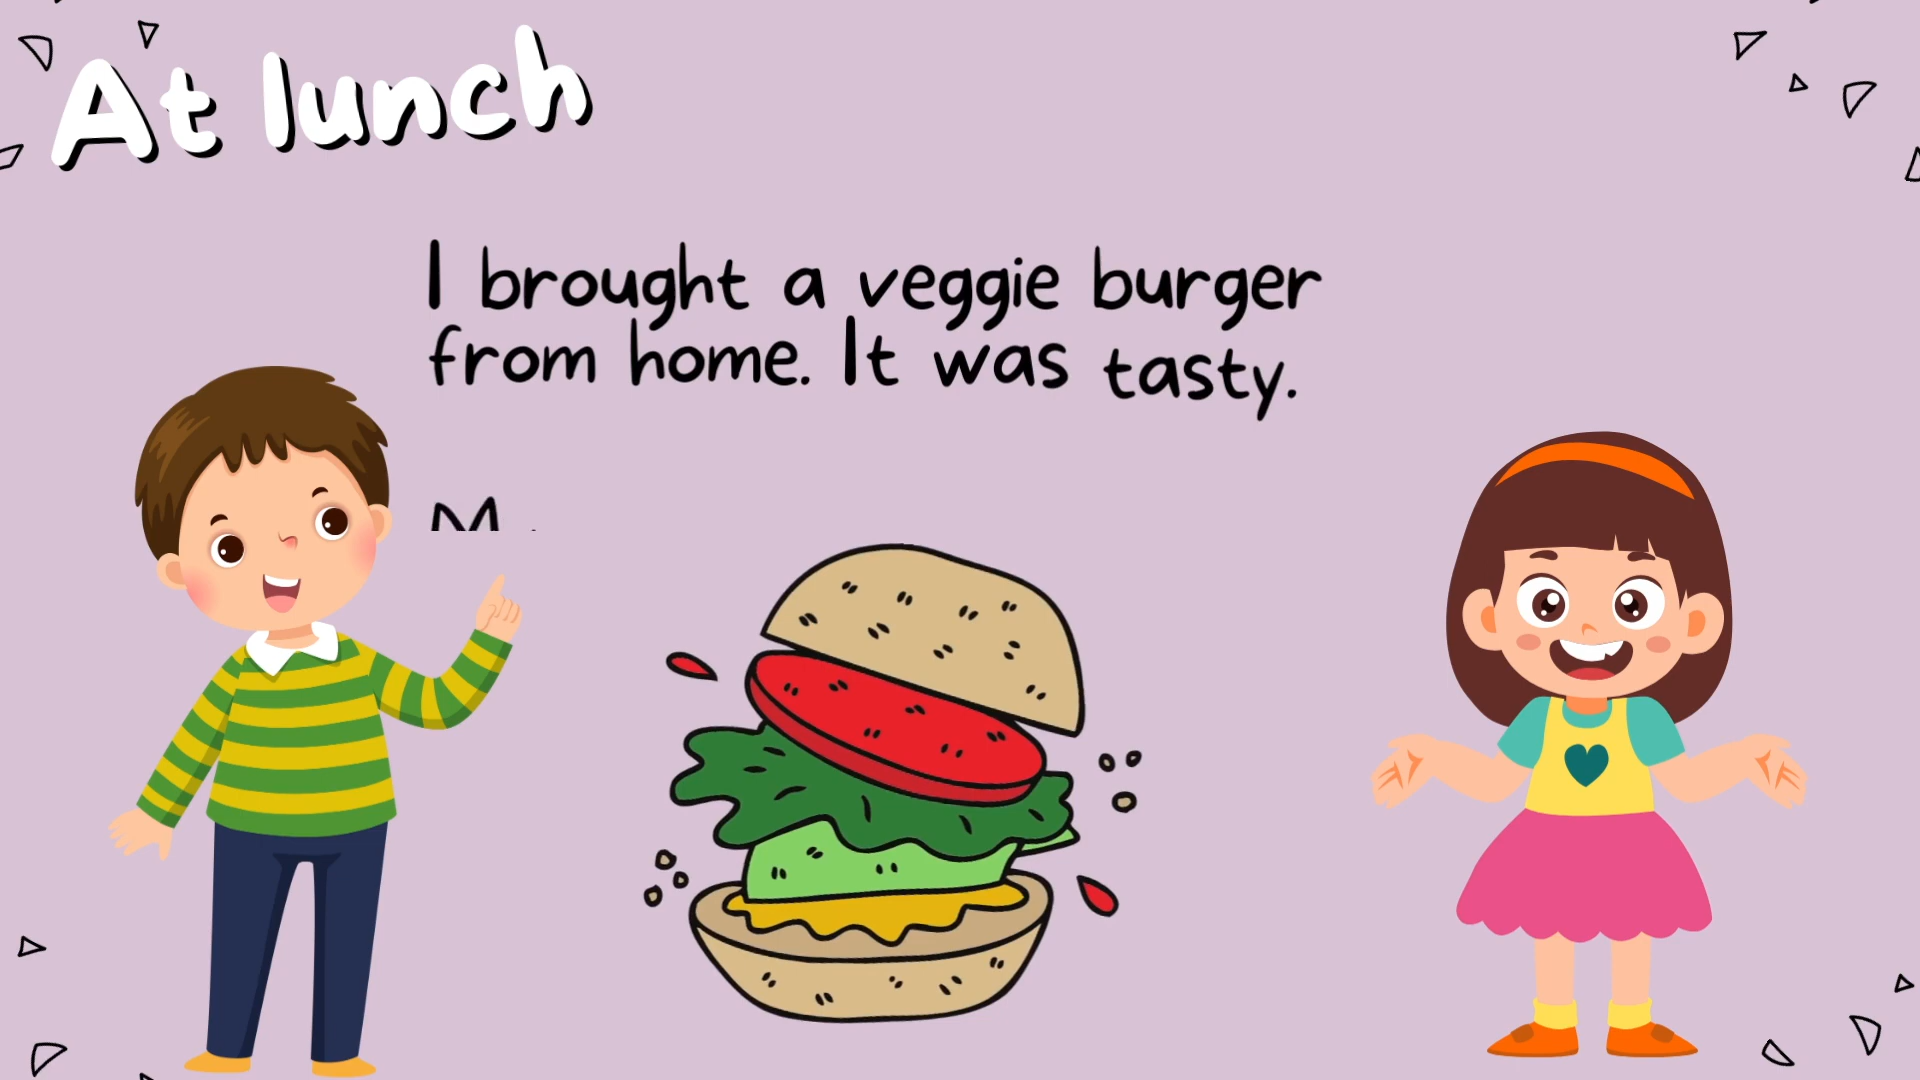 At lunch
I brought a veggie burger
from home. It was tasty.